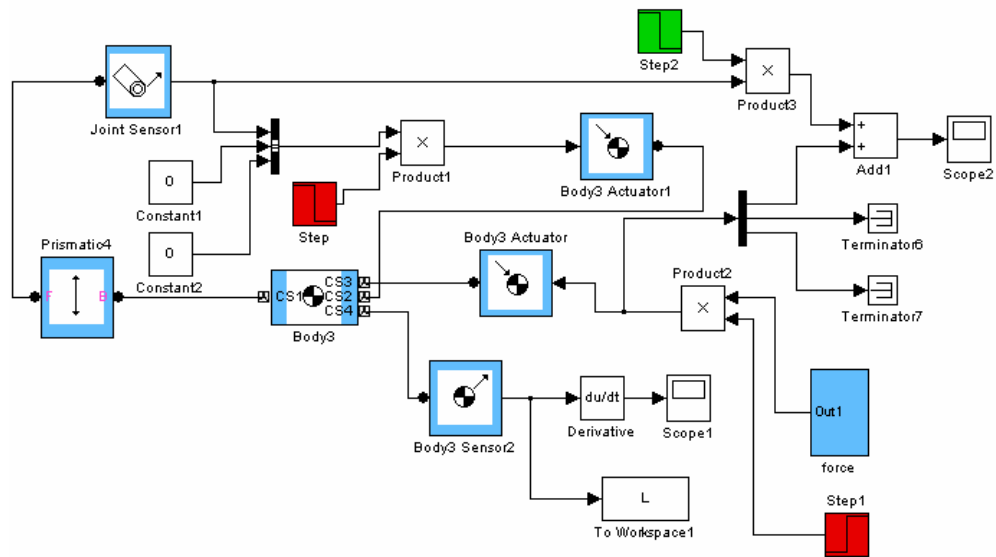 Step2
×
Product3
Joint Sensor1
×
Product1
Body3 Actuator1
+
+
Add1
Scope2
0
Constant1
Step
Prismatic4
Body3 Actuator
Terminator6
0
Constant2
Product2
F
B
CS1
CS3
CS2
CS4
Body3
×
Terminator7
du/dt
Derivative
Scope1
Body3 Sensor2
Out1
force
L
To Workspace1
Step1